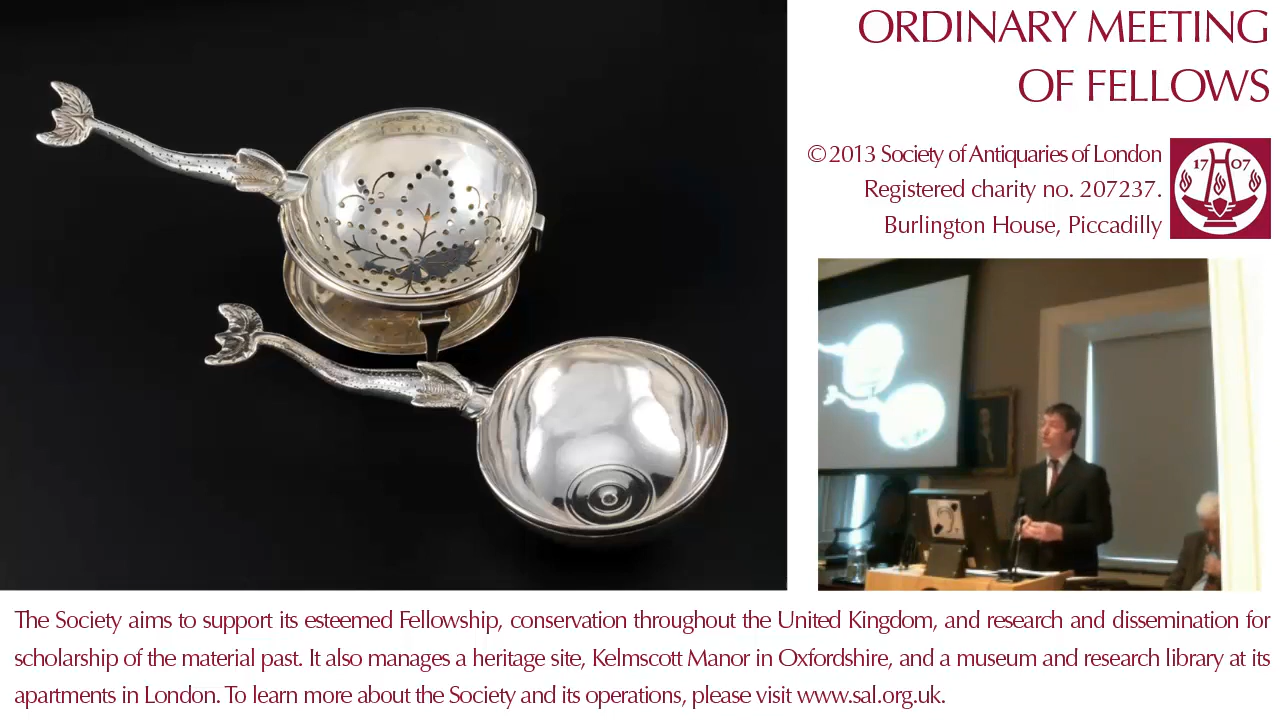 ORDINARY MEETING
OF FELLOWS
© 2013 Society of Antiquaries of London
Registered charity no. 207237.
Burlington House, Piccadilly
17 07
The Society aims to support its esteemed Fellowship, conservation throughout the United Kingdom, and research and dissemination for
scholarship of the material past. It also manages a heritage site, Kelmscott Manor in Oxfordshire, and a museum and research library at its
apartments in London. To learn more about the Society and its operations, please visit www.sal.org.uk.